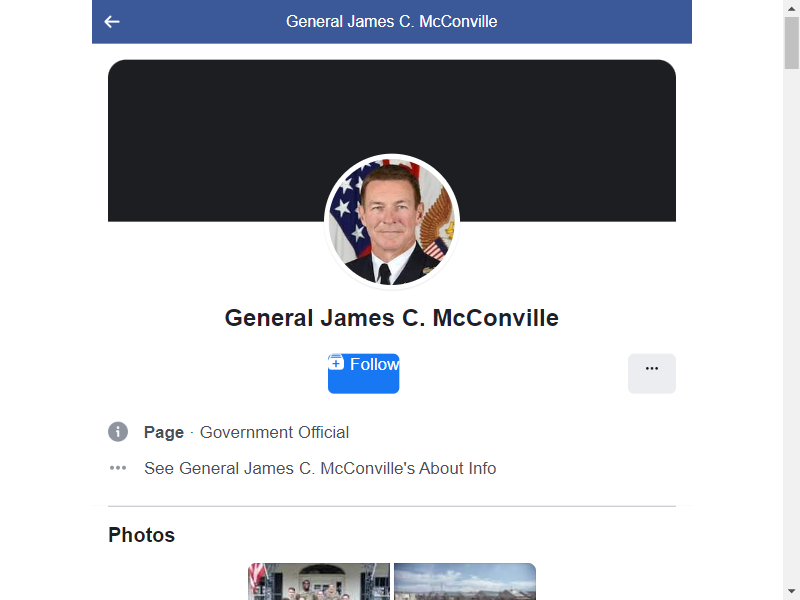 General James C. McConville
General James C. McConville
Follow
...
Page · Government Official
See General James C. McConville's About Info
Photos